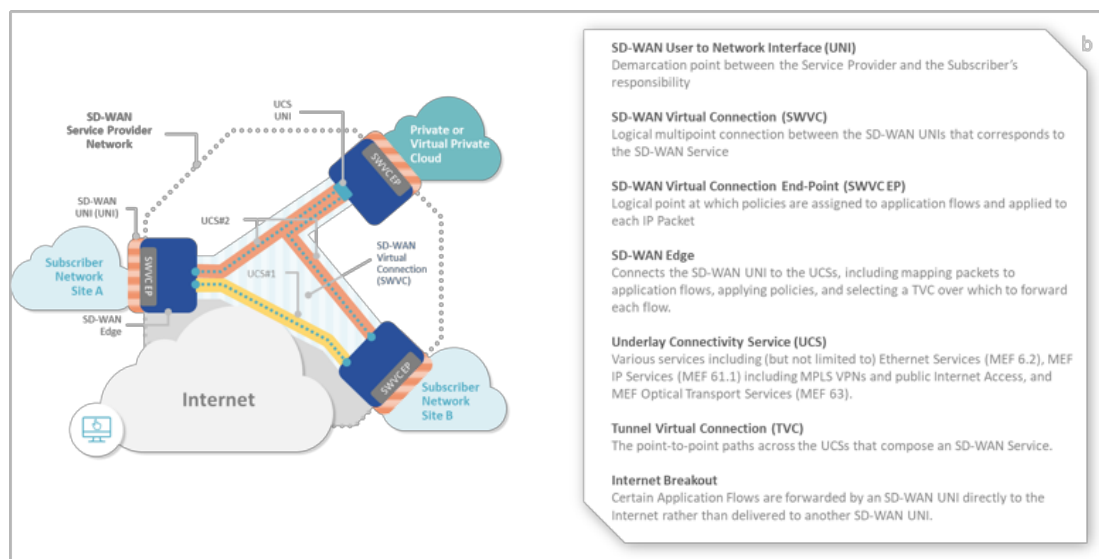 SD-WAN
Service Provider
Network
UCS
UNI
Private or
Virtual Private
Cloud
SWVC EP
SD-WAN
UNI (UNI)
UCS#2
SD-WAN
Virtual
Connection
(SWVC)
Subscriber
Network
Site A
SWVC EP
UCS#1
SD-WAN
Edge
Internet
SWVC EP
Subscriber
Network
Site B
b
SD-WAN User to Network Interface (UNI)
Demarcation point between the Service Provider and the Subscriber's
responsibility
SD-WAN Virtual Connection (SWVC)
Logical multipoint connection between the SD-WAN UNIs that corresponds to
the SD-WAN Service
SD-WAN Virtual Connection End-Point (SWVC EP)
Logical point at which policies are assigned to application flows and applied to
each IP Packet
SD-WAN Edge
Connects the SD-WAN UNI to the UCSs, including mapping packets to
application flows, applying policies, and selecting a TVC over which to forward
each flow.
Underlay Connectivity Service (UCS)
Various services including (but not limited to) Ethernet Services (MEF 6.2), MEF
IP Services (MEF 61.1) including MPLS VPNs and public Internet Access, and
MEF Optical Transport Services (MEF 63).
Tunnel Virtual Connection (TVC)
The point-to-point paths across the UCSs that compose an SD-WAN Service.
Internet Breakout
Certain Application Flows are forwarded by an SD-WAN UNI directly to the
Internet rather than delivered to another SD-WAN UNI.